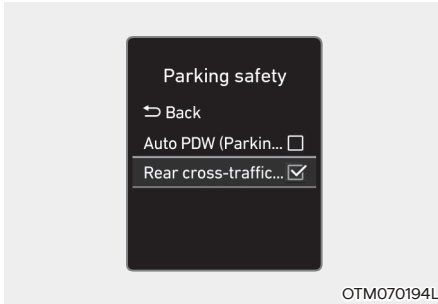 Parking safety
Back
Auto PDW (Parkin...
Rear cross-traffic...
OTM070194L